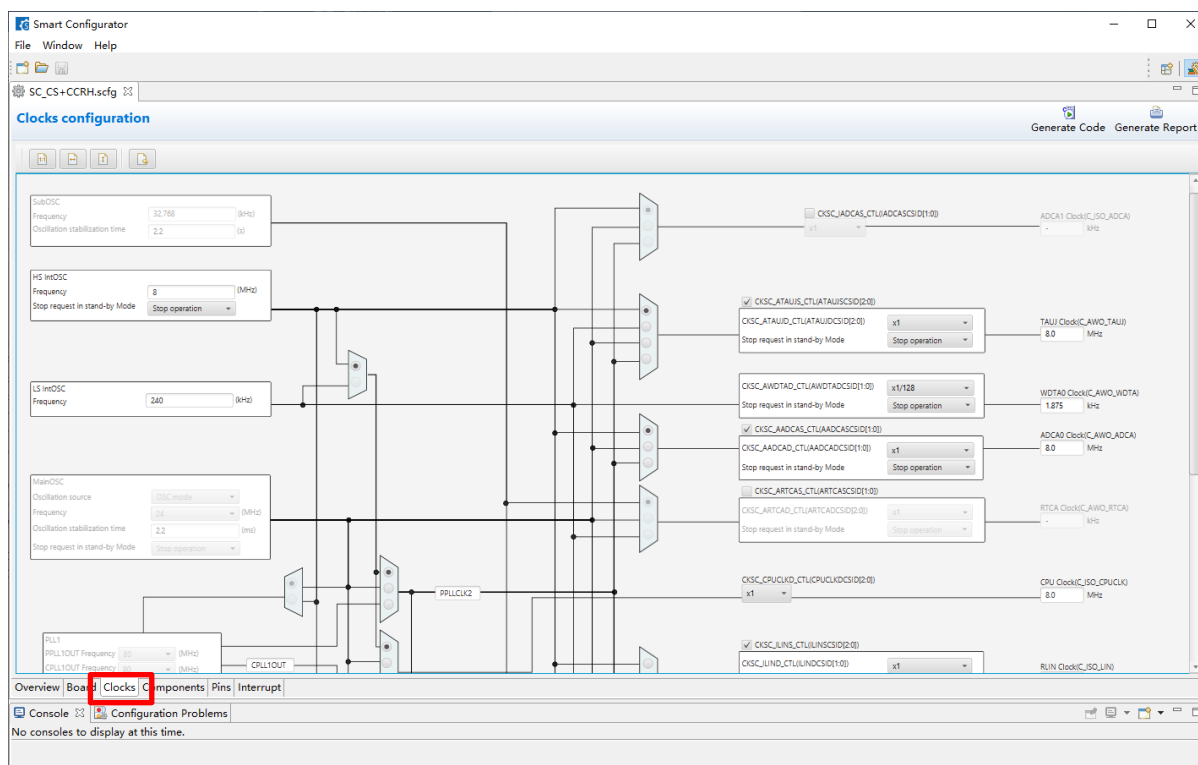 Smart Configurator
File Window Help
SC_CS+CCRH.scfg
Clocks configuration
Generate Code Generate Report
SubOSC
Frequency 32.768 (kHz)
Oscillation stabilization time 2.2 (s)
CKSC_IADCAS_CTL(IADCASCSID[1:0])
x1
ADCA1 Clock(C_ISO_ADCA)
- kHz
HS IntOSC
Frequency 8 (MHz)
Stop request in stand-by Mode Stop operation
CKSC_ATAUJS_CTL(ATAUJSCSID[2:0])
CKSC_ATAUJD_CTL(ATAUJDCSID[2:0]) x1
Stop request in stand-by Mode Stop operation
TAUJ Clock(C_AWO_TAUJ)
8.0 MHz
LS IntOSC
Frequency 240 (kHz)
CKSC_AWDTAD_CTL(AWDTADCSID[1:0]) x1/128
Stop request in stand-by Mode Stop operation
WDTA0 Clock(C_AWO_WDTA)
1.875 kHz
CKSC_AADCAS_CTL(AADCASCSID[1:0])
CKSC_AADCAD_CTL(AADCADCSID[1:0]) x1
Stop request in stand-by Mode Stop operation
ADCA0 Clock(C_AWO_ADCA)
8.0 MHz
MainOSC
Oscillation source OSC mode
Frequency 24 (MHz)
Oscillation stabilization time 2.2 (ms)
Stop request in stand-by Mode Stop operation
CKSC_ARTCAS_CTL(ARTCASCSID[1:0])
CKSC_ARTCAD_CTL(ARTCADCSID[2:0]) x1
Stop request in stand-by Mode Stop operation
RTCA Clock(C_AWO_RTCA)
- kHz
PPLLCLK2
CKSC_CPUCLKD_CTL(CPUCLKDCSID[2:0])
x1
CPU Clock(C_ISO_CPUCLK)
8.0 MHz
PLL1
PPLL1OUT Frequency 80 (MHz)
CPLL1OUT Frequency 80 (MHz)
CPLL1OUT
CKSC_ILINS_CTL(ILINSCSID[2:0])
CKSC_ILIND_CTL(ILINDCSID[1:0]) x1
RLIN Clock(C_ISO_LIN)
Overview Board Clocks Components Pins Interrupt
Console Configuration Problems
No consoles to display at this time.